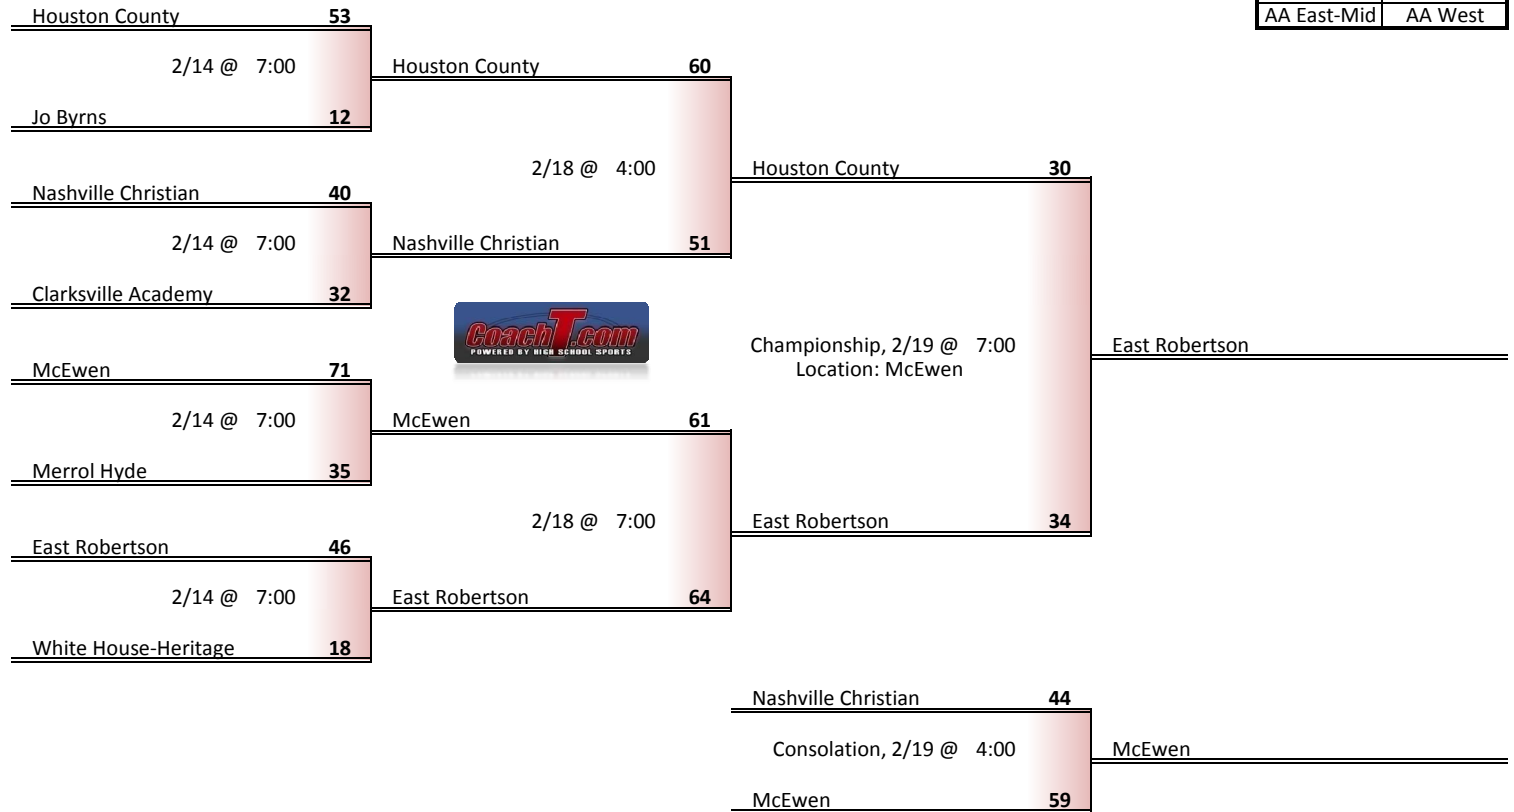 Houston County 53
AA East-Mid AA West
2/14 @ 7:00
Houston County 60
Jo Byrns 12
2/18 @ 4:00
Houston County 30
Nashville Christian 40
2/14 @ 7:00
Nashville Christian 51
Clarksville Academy 32
CoachT.com
POWERED BY HIGH SCHOOL SPORTS
Championship, 2/19 @ 7:00
Location: McEwen
East Robertson
McEwen 71
2/14 @ 7:00
McEwen 61
Merrol Hyde 35
2/18 @ 7:00
East Robertson 34
East Robertson 46
2/14 @ 7:00
East Robertson 64
White House-Heritage 18
Nashville Christian 44
Consolation, 2/19 @ 4:00
McEwen
McEwen 59